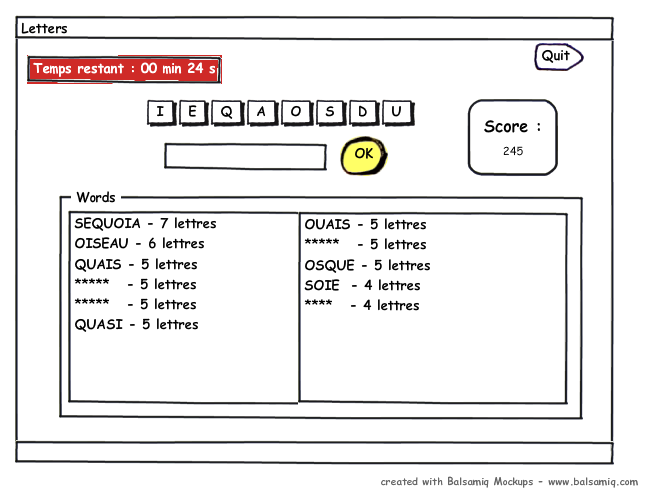 Letters
Quit
Temps restant : 00 min 24 s
I E Q A O S D U
OK
Score :
245
Words
SEQUOIA - 7 lettres
OISEAU - 6 lettres
QUAIS - 5 lettres
***** - 5 lettres
***** - 5 lettres
QUASI - 5 lettres
OUAIS - 5 lettres
***** - 5 lettres
OSQUE - 5 lettres
SOIE - 4 lettres
**** - 4 lettres
created with Balsamiq Mockups - www.balsamiq.com